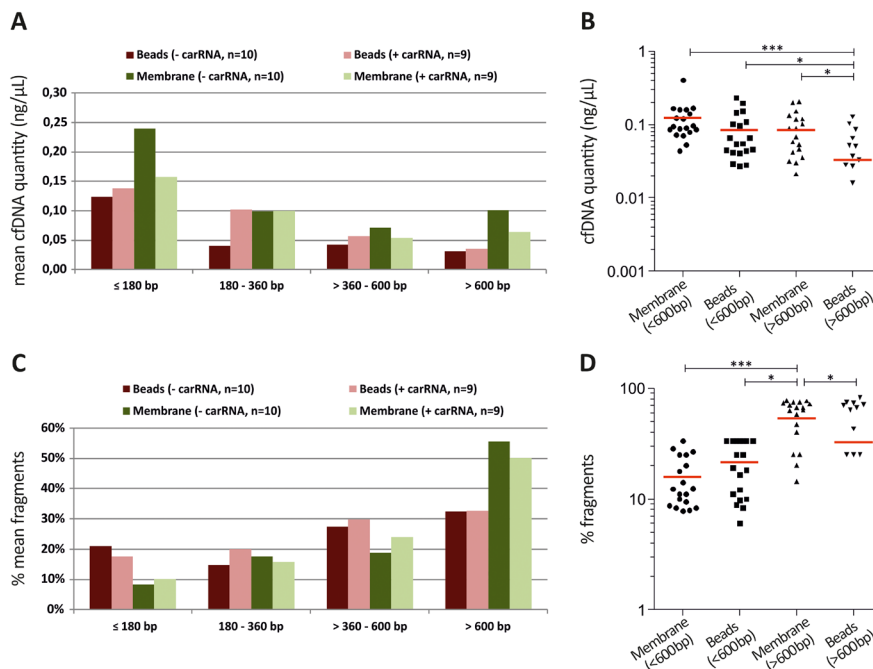 A
Beads (- carRNA, n=10)
Beads (+ carRNA, n=9)
Membrane (- carRNA, n=10)
Membrane (+ carRNA, n=9)
mean cfDNA quantity (ng/µL)
0,30
0,25
0,20
0,15
0,10
0,05
0,00
≤ 180 bp
180 - 360 bp
> 360 - 600 bp
> 600 bp
B
***
*
*
cfDNA quantity (ng/µL)
1
0.1
0.01
0.001
Membrane
(<600bp)
Beads
(<600bp)
Membrane
(>600bp)
Beads
(>600bp)
C
Beads (- carRNA, n=10)
Beads (+ carRNA, n=9)
Membrane (- carRNA, n=10)
Membrane (+ carRNA, n=9)
% mean fragments
60%
50%
40%
30%
20%
10%
0%
≤ 180 bp
180 - 360 bp
> 360 - 600 bp
> 600 bp
D
***
*
*
% fragments
100
10
1
Membrane
(<600bp)
Beads
(<600bp)
Membrane
(>600bp)
Beads
(>600bp)